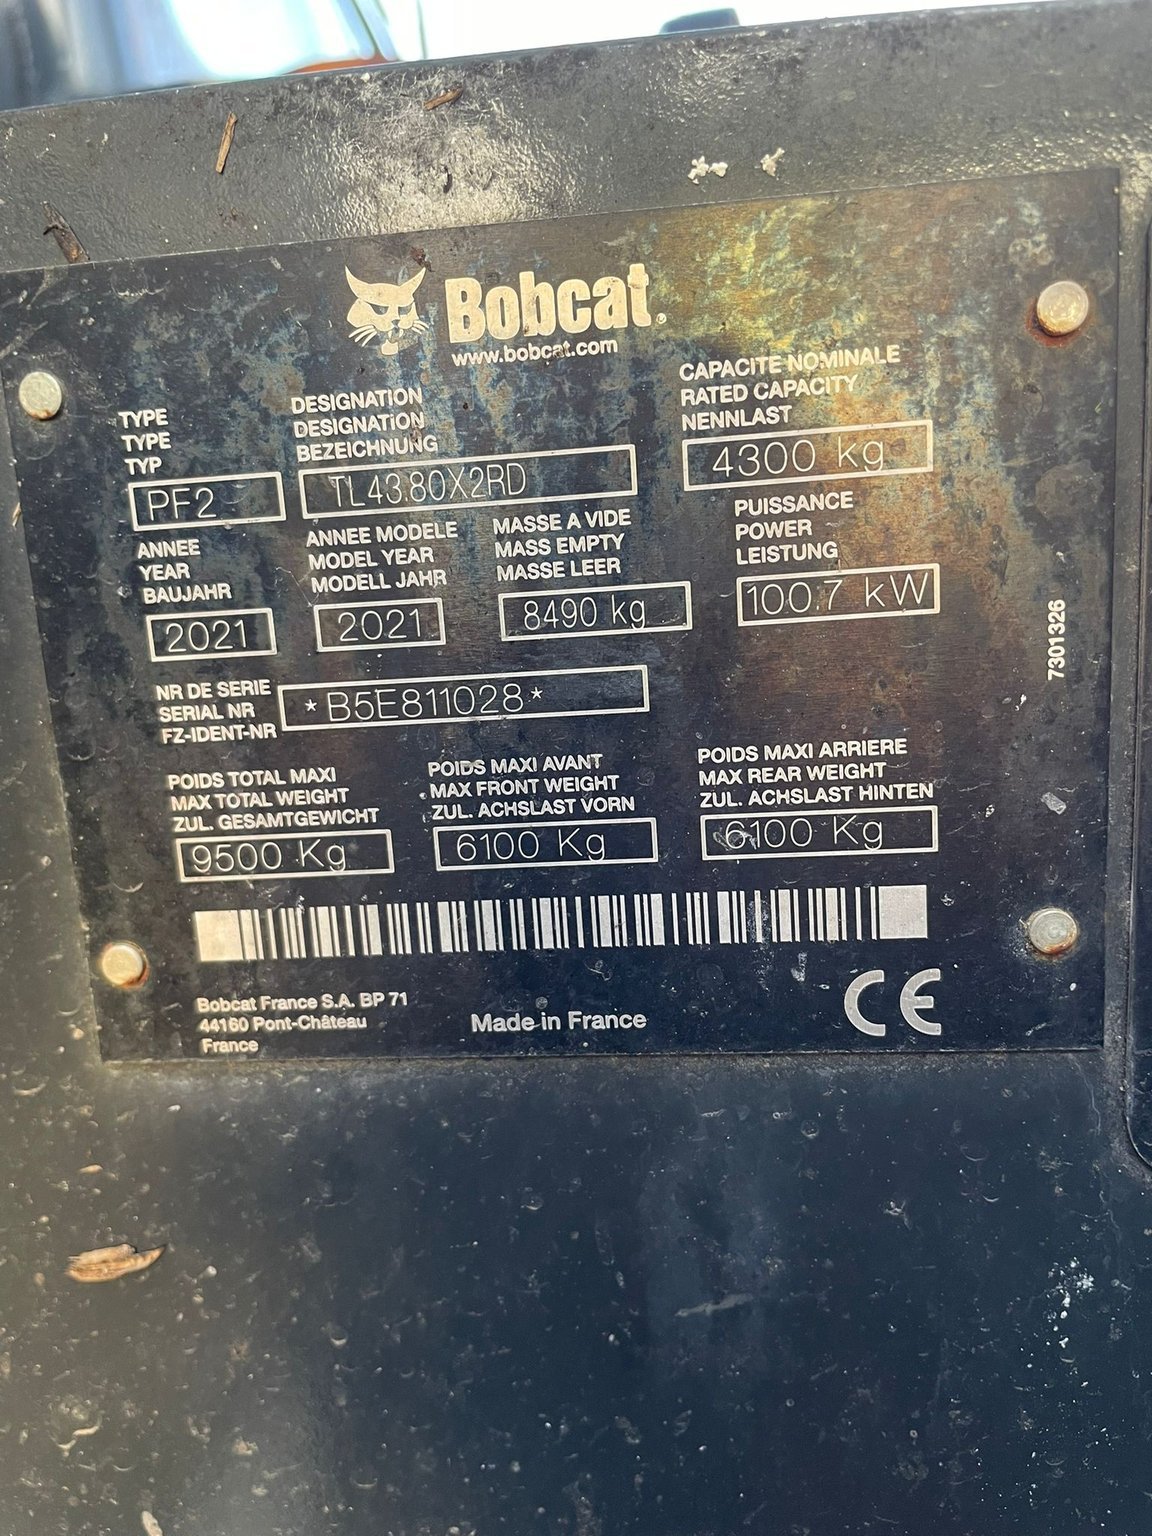 Bobcat®
www.bobcat.com
TYPE
TYPE
TYP
PF2
DESIGNATION
DESIGNATION
BEZEICHNUNG
TL43.80X2RD
CAPACITE NOMINALE
RATED CAPACITY
NENNLAST
4300 kg
ANNEE
YEAR
BAUJAHR
2021
ANNEE MODELE
MODEL YEAR
MODELL JAHR
2021
MASSE A VIDE
MASS EMPTY
MASSE LEER
8490 kg
PUISSANCE
POWER
LEISTUNG
100.7 kW
7301326
NR DE SERIE
SERIAL NR
FZ-IDENT-NR
*B5E811028*
POIDS TOTAL MAXI
MAX TOTAL WEIGHT
ZUL. GESAMTGEWICHT
9500 Kg
POIDS MAXI AVANT
MAX FRONT WEIGHT
ZUL. ACHSLAST VORN
6100 Kg
POIDS MAXI ARRIERE
MAX REAR WEIGHT
ZUL. ACHSLAST HINTEN
6100 Kg
Bobcat France S.A. BP 71
44160 Pont-Château
France
Made in France
CE